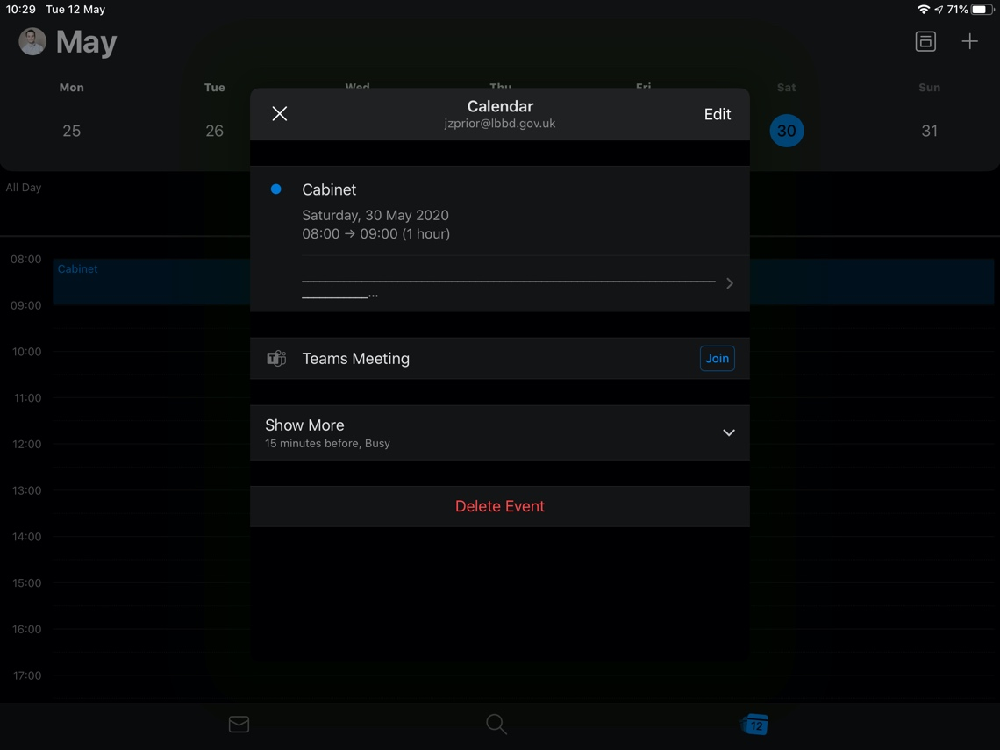 10:29 Tue 12 May
71%
May
Mon Tue Wed Thu Fri Sat Sun
25 26 30 31
All Day
Calendar
jzprior@lbbd.gov.uk
Edit
Cabinet
Saturday, 30 May 2020
08:00 → 09:00 (1 hour)
________________________________________________________________________________...
Teams Meeting
Join
Show More
15 minutes before, Busy
Delete Event
08:00
Cabinet
09:00
10:00
11:00
12:00
13:00
14:00
15:00
16:00
17:00
12